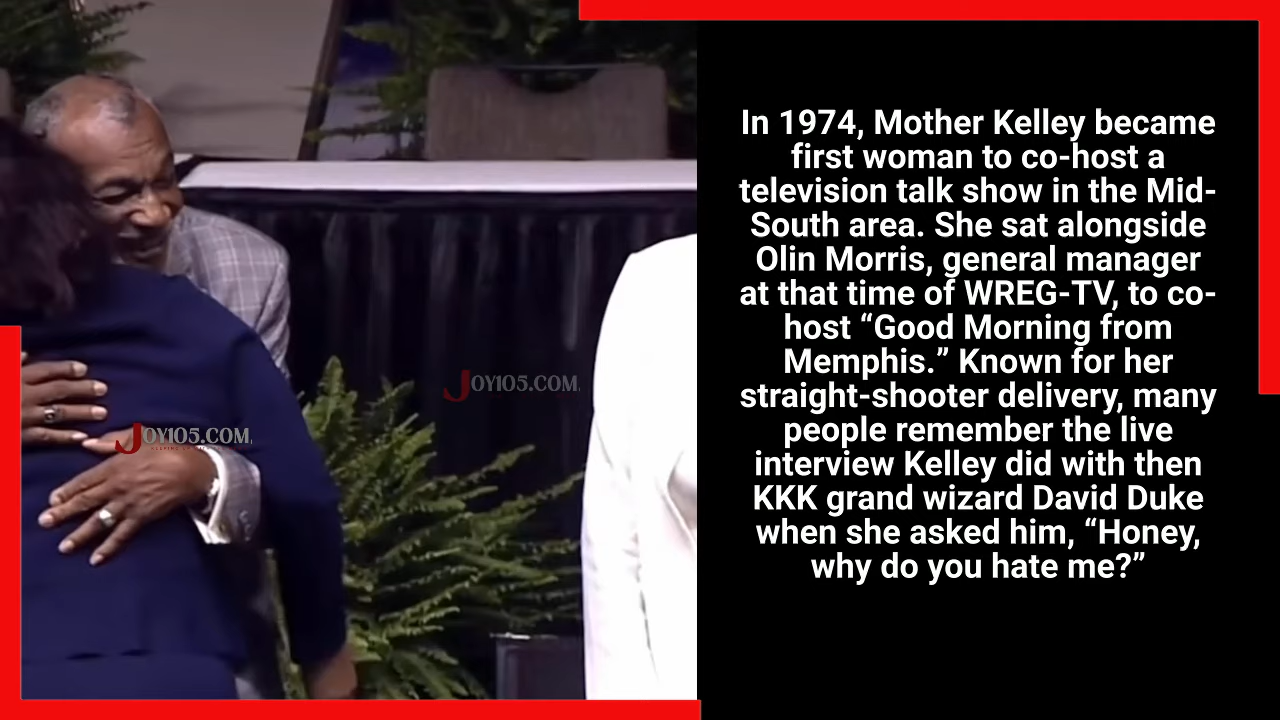 In 1974, Mother Kelley became
first woman to co-host a
television talk show in the Mid-
South area. She sat alongside
Olin Morris, general manager
at that time of WREG-TV, to co-
host “Good Morning from
Memphis.” Known for her
straight-shooter delivery, many
people remember the live
interview Kelley did with then
KKK grand wizard David Duke
when she asked him, “Honey,
why do you hate me?”
JOY105.COM
JOY105.COM